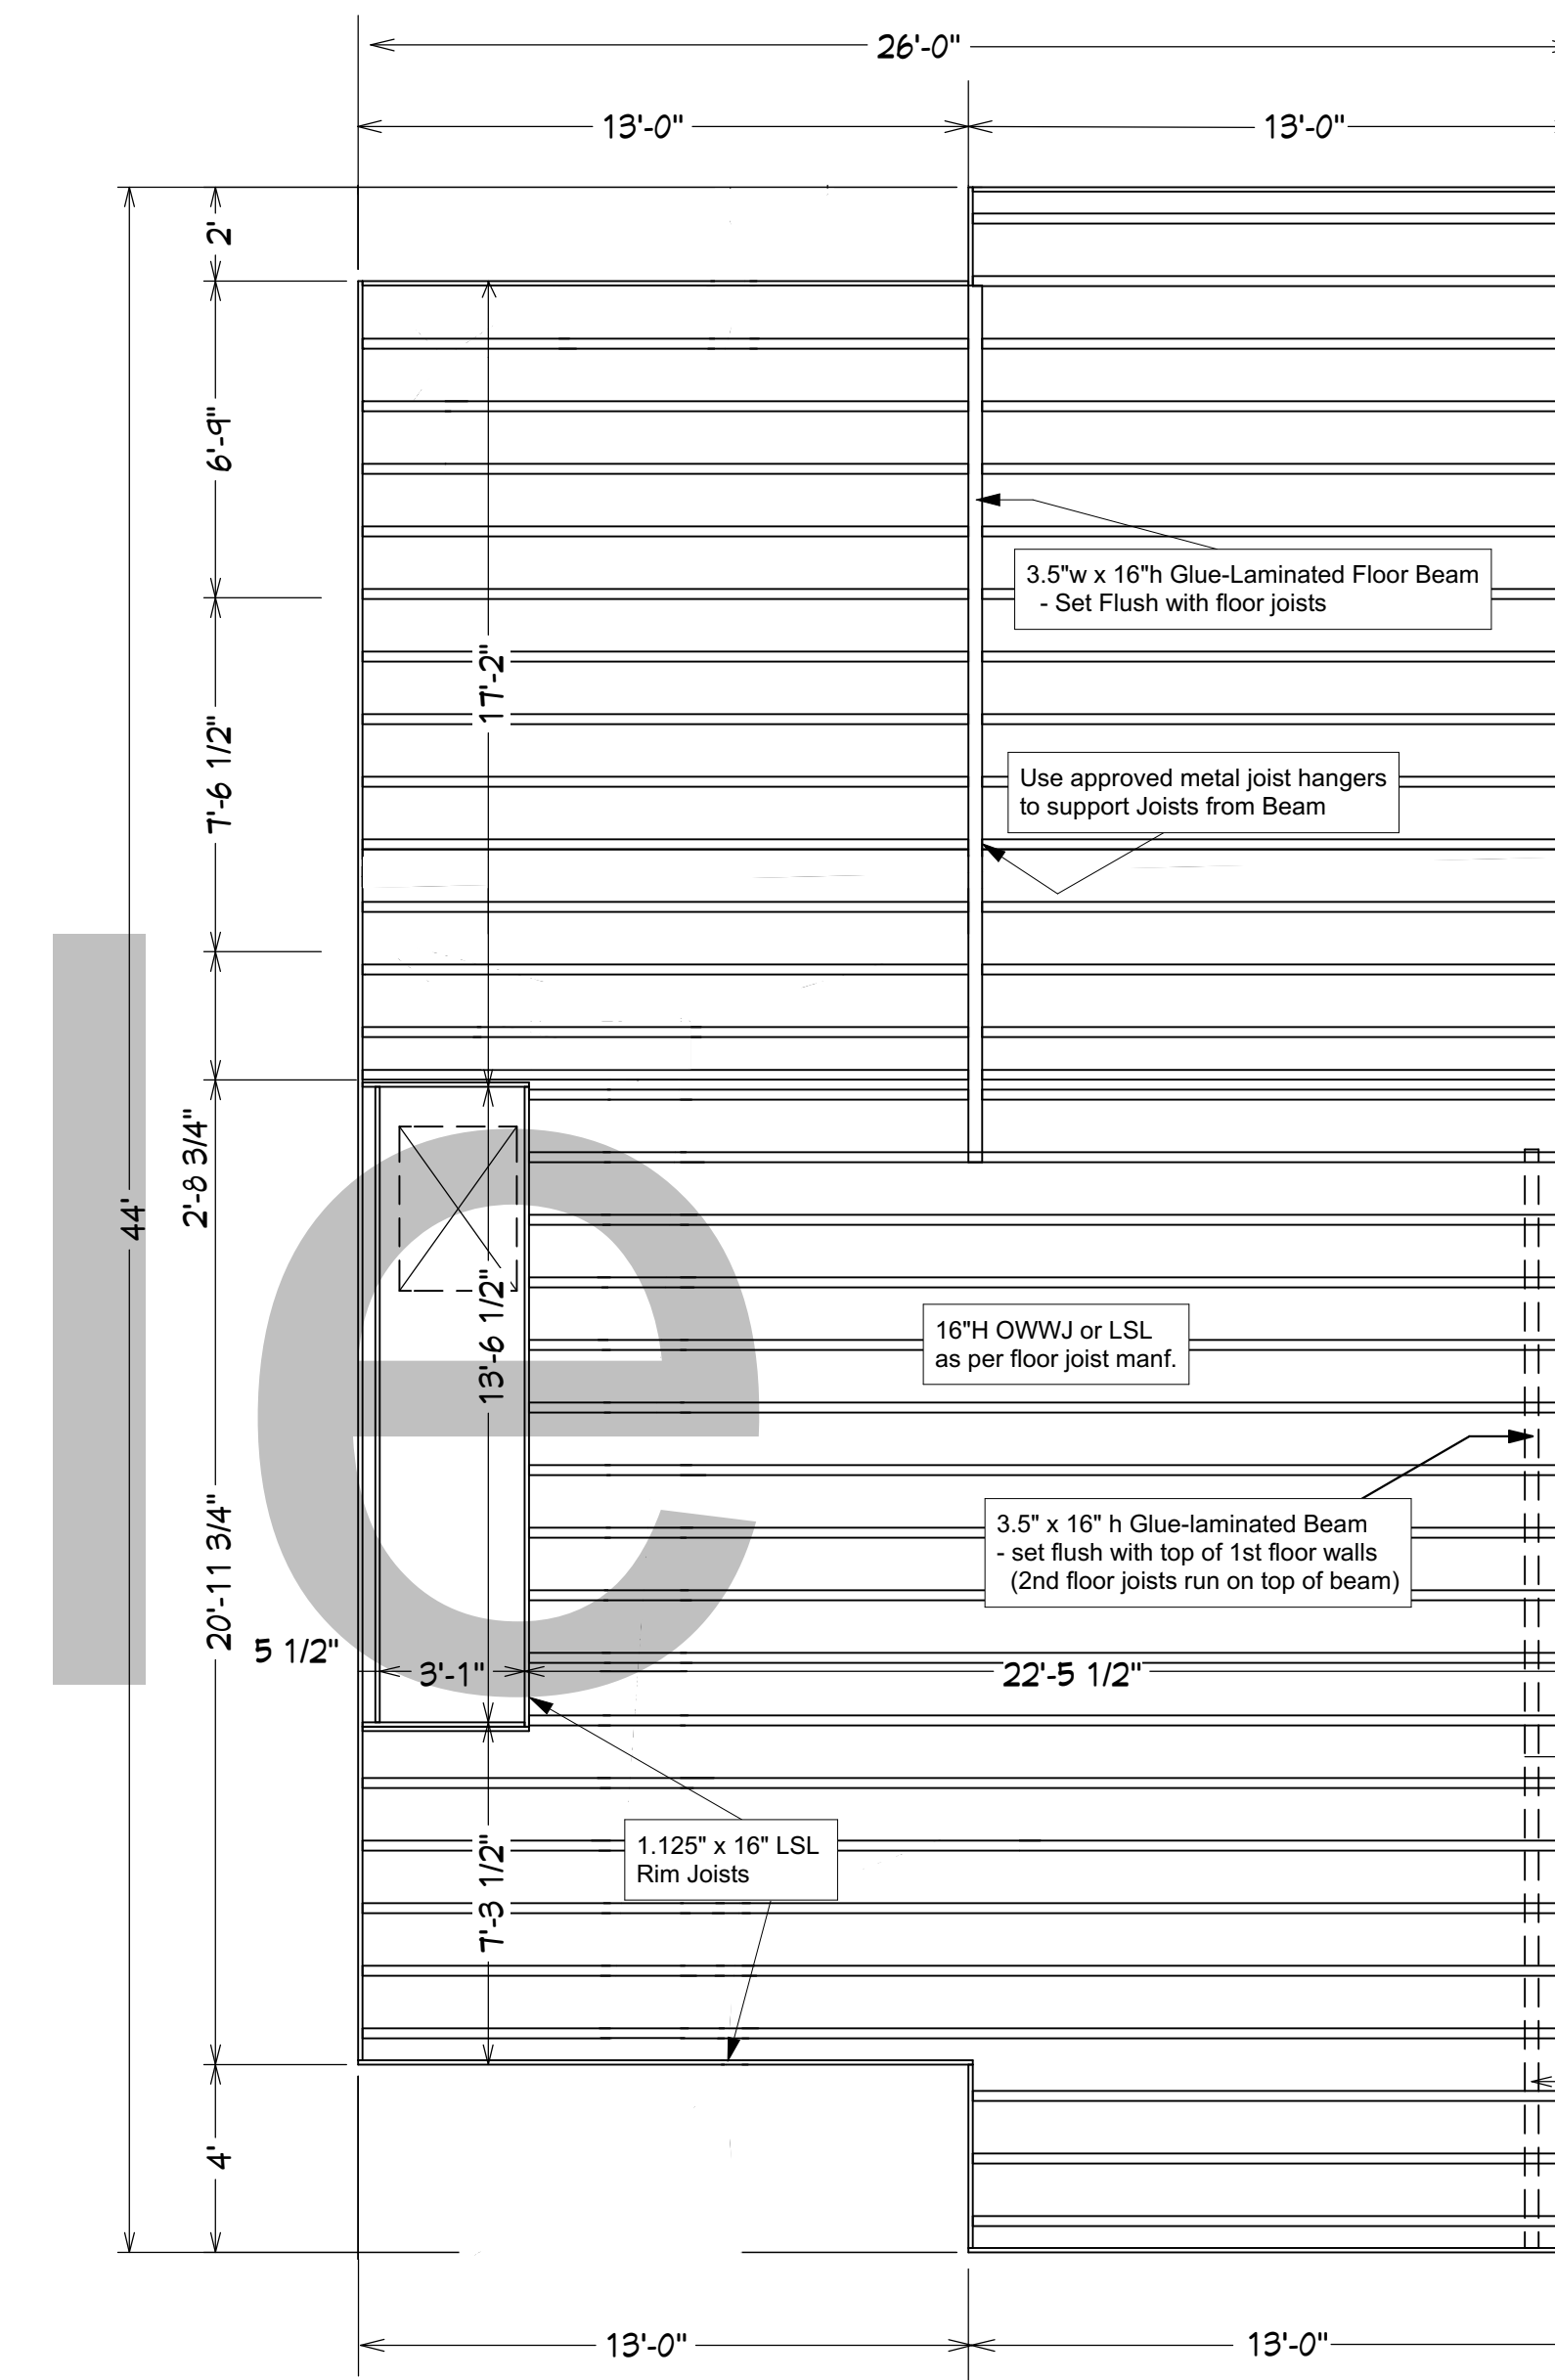 26'-0"
13'-0"
13'-0"
2'
6'-9"
7'-6 1/2"
2'-8 3/4"
20'-11 3/4"
4'
44'
17'-2"
13'-6 1/2"
7'-3 1/2"
3.5"w x 16"h Glue-Laminated Floor Beam
- Set Flush with floor joists
Use approved metal joist hangers
to support Joists from Beam
16"H OWWJ or LSL
as per floor joist manf.
3.5" x 16" h Glue-laminated Beam
- set flush with top of 1st floor walls
(2nd floor joists run on top of beam)
5 1/2"
3'-1"
22'-5 1/2"
1.125" x 16" LSL
Rim Joists
13'-0"
13'-0"
le